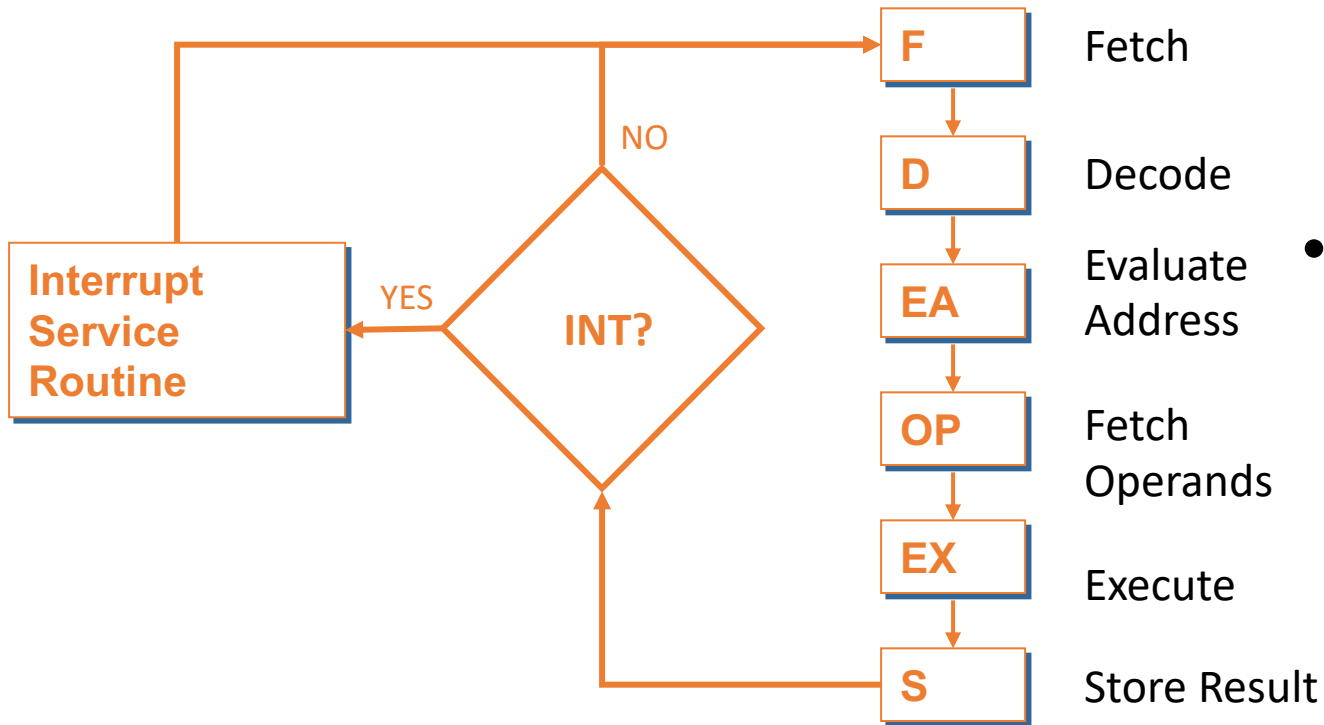 F Fetch
NO
D Decode
Interrupt
Service
Routine
YES
INT?
EA Evaluate
Address
OP Fetch
Operands
EX Execute
S Store Result
•